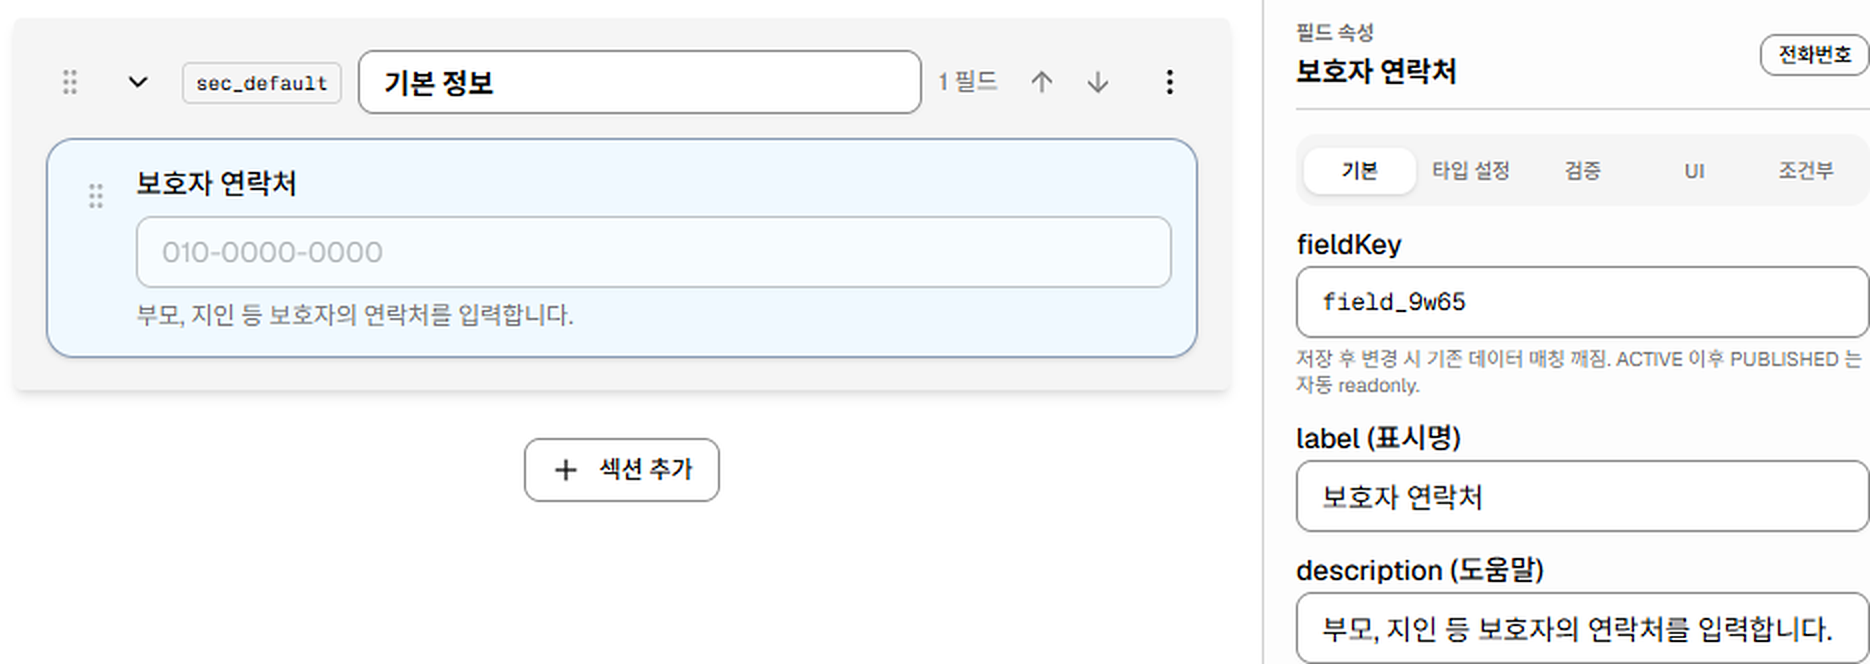 sec_default
기본 정보
1 필드
보호자 연락처
010-0000-0000
부모, 지인 등 보호자의 연락처를 입력합니다.
섹션 추가
필드 속성
보호자 연락처
전화번호
기본 타입 설정 검증 UI 조건부
fieldKey
field_9w65
저장 후 변경 시 기존 데이터 매칭 깨짐. ACTIVE 이후 PUBLISHED 는
자동 readonly.
label (표시명)
보호자 연락처
description (도움말)
부모, 지인 등 보호자의 연락처를 입력합니다.